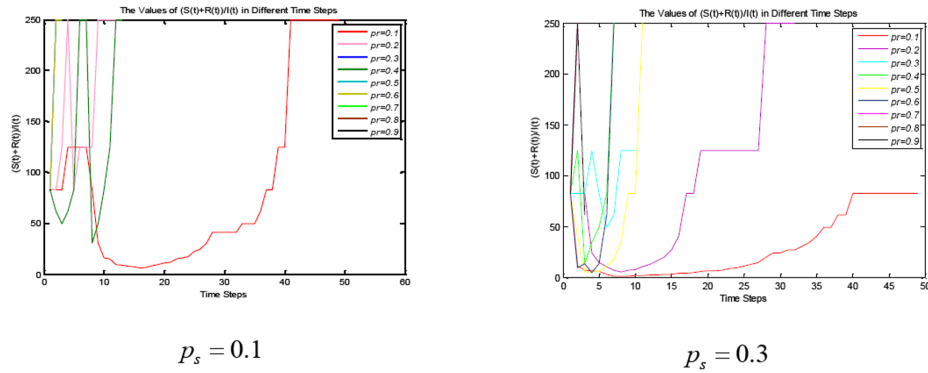 The Values of (S(t)+R(t))/I(t) in Different Time Steps
250
200
150
100
50
0
(S(t)+R(t))/I(t)
0 10 20 30 40 50 60
Time Steps
pr=0.1
pr=0.2
pr=0.3
pr=0.4
pr=0.5
pr=0.6
pr=0.7
pr=0.8
pr=0.9
p_s = 0.1
The Values of (S(t)+R(t))/I(t) in Different Time Steps
250
200
150
100
50
0
(S(t)+R(t))/I(t)
0 5 10 15 20 25 30 35 40 45 50
Time Steps
pr=0.1
pr=0.2
pr=0.3
pr=0.4
pr=0.5
pr=0.6
pr=0.7
pr=0.8
pr=0.9
p_s = 0.3